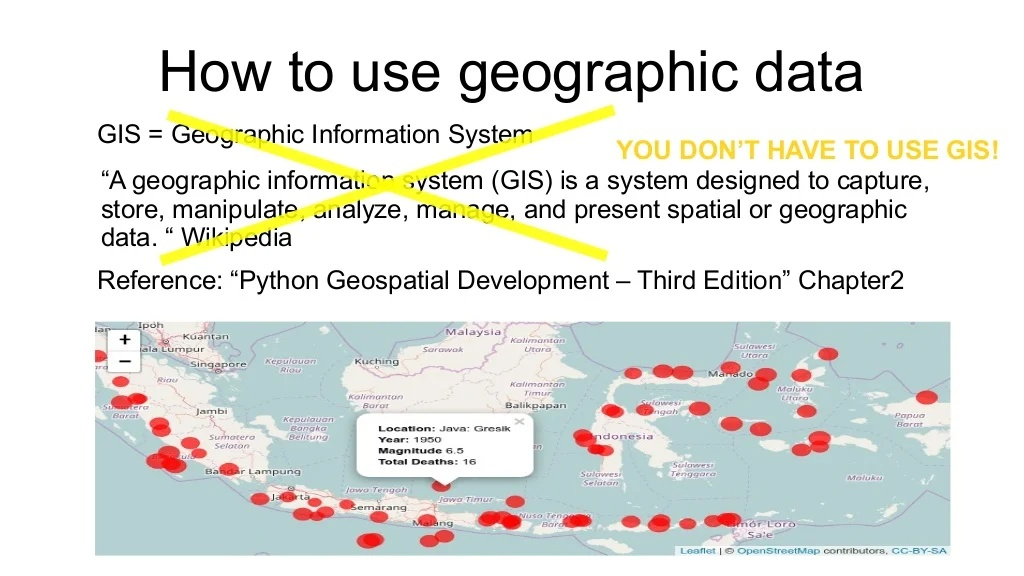 How to use geographic data
GIS = Geographic Information System
YOU DON’T HAVE TO USE GIS!
“A geographic information system (GIS) is a system designed to capture,
store, manipulate, analyze, manage, and present spatial or geographic
data. “ Wikipedia
Reference: “Python Geospatial Development – Third Edition” Chapter2
+
−
Ipoh
Kuantan
ala Lumpur
Singapore
Riau
Kepulauan
Riau
Jambi
Kepulauan
Bangka
Belitung
Sumatera
Selatan
Bandar Lampung
Jakarta
Malaysia
Sarawak
Kuching
Kalimantan
Utara
Kalimantan
Timur
Kalimantan
Barat
Balikpapan
×
Location: Java: Gresik
Year: 1950
Magnitude 6.5
Total Deaths: 16
Jawa Tengah
Jawa Timur
Semarang
Malang
Sulawesi
Utara
Manado
Maluku
Utara
Sulawesi
Tengah
Papua
Barat
ndonesia
Sulawesi
Selatan
Sulawesi
Tenggara
Maluku
Nusa Tenggara
Barat
Timor Loro
Sa'e
Leaflet | © OpenStreetMap contributors, CC-BY-SA